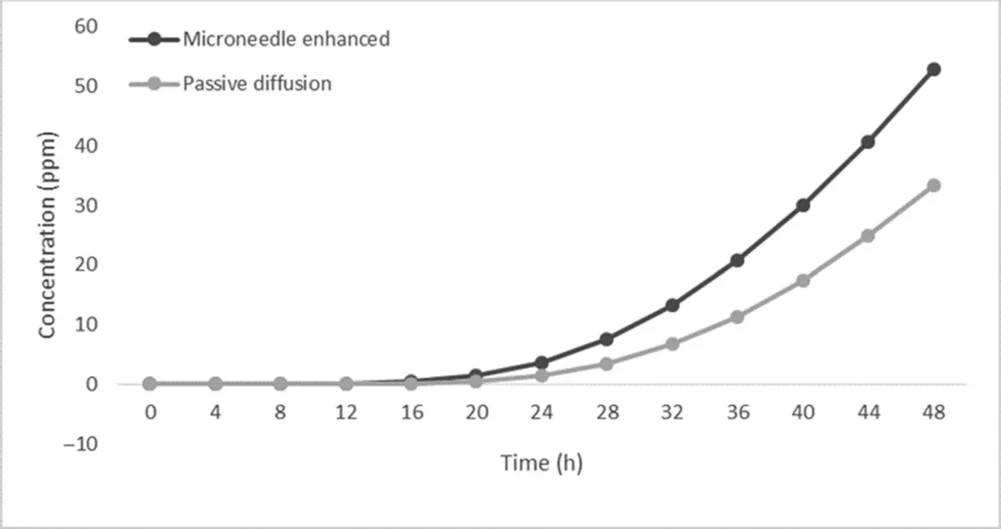 60
Microneedle enhanced
50
Passive diffusion
40
30
20
10
0
–10
Concentration (ppm)
0 4 8 12 16 20 24 28 32 36 40 44 48
Time (h)